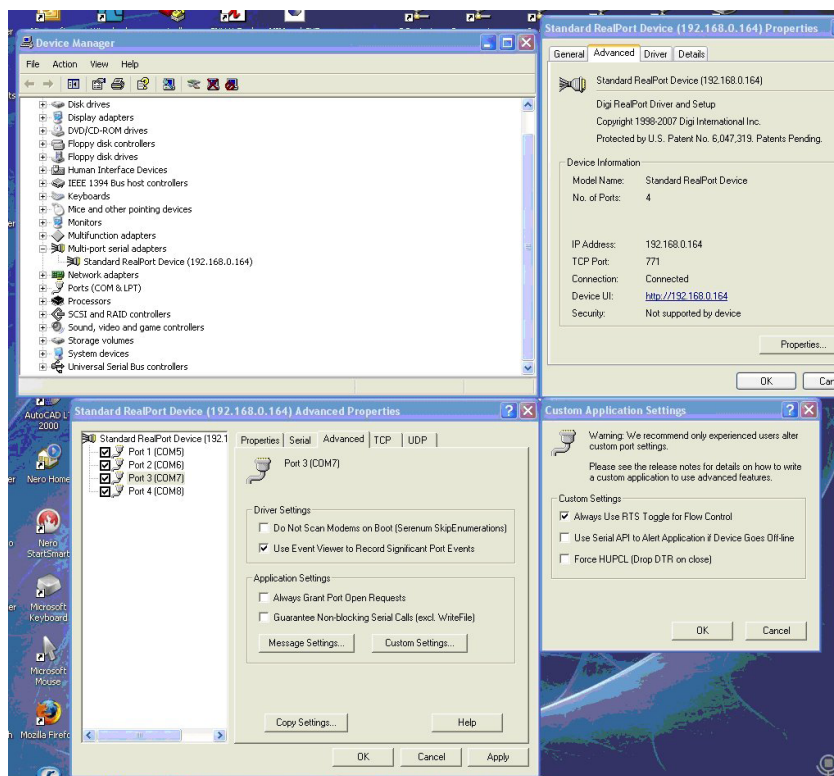 Device Manager
File Action View Help
Disk drives
Display adapters
DVD/CD-ROM drives
Floppy disk controllers
Floppy disk drives
Human Interface Devices
IEEE 1394 Bus host controllers
Keyboards
Mice and other pointing devices
Monitors
Multifunction adapters
Multi-port serial adapters
Standard RealPort Device (192.168.0.164)
Network adapters
Ports (COM & LPT)
Processors
SCSI and RAID controllers
Sound, video and game controllers
Storage volumes
System devices
Universal Serial Bus controllers
Standard RealPort Device (192.168.0.164) Properties
General Advanced Driver Details
Standard RealPort Device (192.168.0.164)
Digi RealPort Driver and Setup
Copyright 1998-2007 Digi International Inc.
Protected by U.S. Patent No. 6,047,319. Patents Pending.
Device Information
Model Name: Standard RealPort Device
No. of Ports: 4
IP Address: 192.168.0.164
TCP Port: 771
Connection: Connected
Device UI: http://192.168.0.164
Security: Not supported by device
Properties...
OK Can
AutoCAD L
2000
Nero Home
Nero
StartSmart
Microsoft
Keyboard
Microsoft
Mouse
Mozilla Firefo
Standard RealPort Device (192.168.0.164) Advanced Properties
Standard RealPort Device (192.1
Port 1 (COM5)
Port 2 (COM6)
Port 3 (COM7)
Port 4 (COM8)
Properties Serial Advanced TCP UDP
Port 3 (COM7)
Driver Settings
Do Not Scan Modems on Boot (Serenum SkipEnumerations)
Use Event Viewer to Record Significant Port Events
Application Settings
Always Grant Port Open Requests
Guarantee Non-blocking Serial Calls (excl. WriteFile)
Message Settings... Custom Settings...
Copy Settings... Help
OK Cancel Apply
Custom Application Settings
Warning: We recommend only experienced users alter
custom port settings.
Please see the release notes for details on how to write
a custom application to use advanced features.
Custom Settings
Always Use RTS Toggle for Flow Control
Use Serial API to Alert Application if Device Goes Off-line
Force HUPCL (Drop DTR on close)
OK Cancel